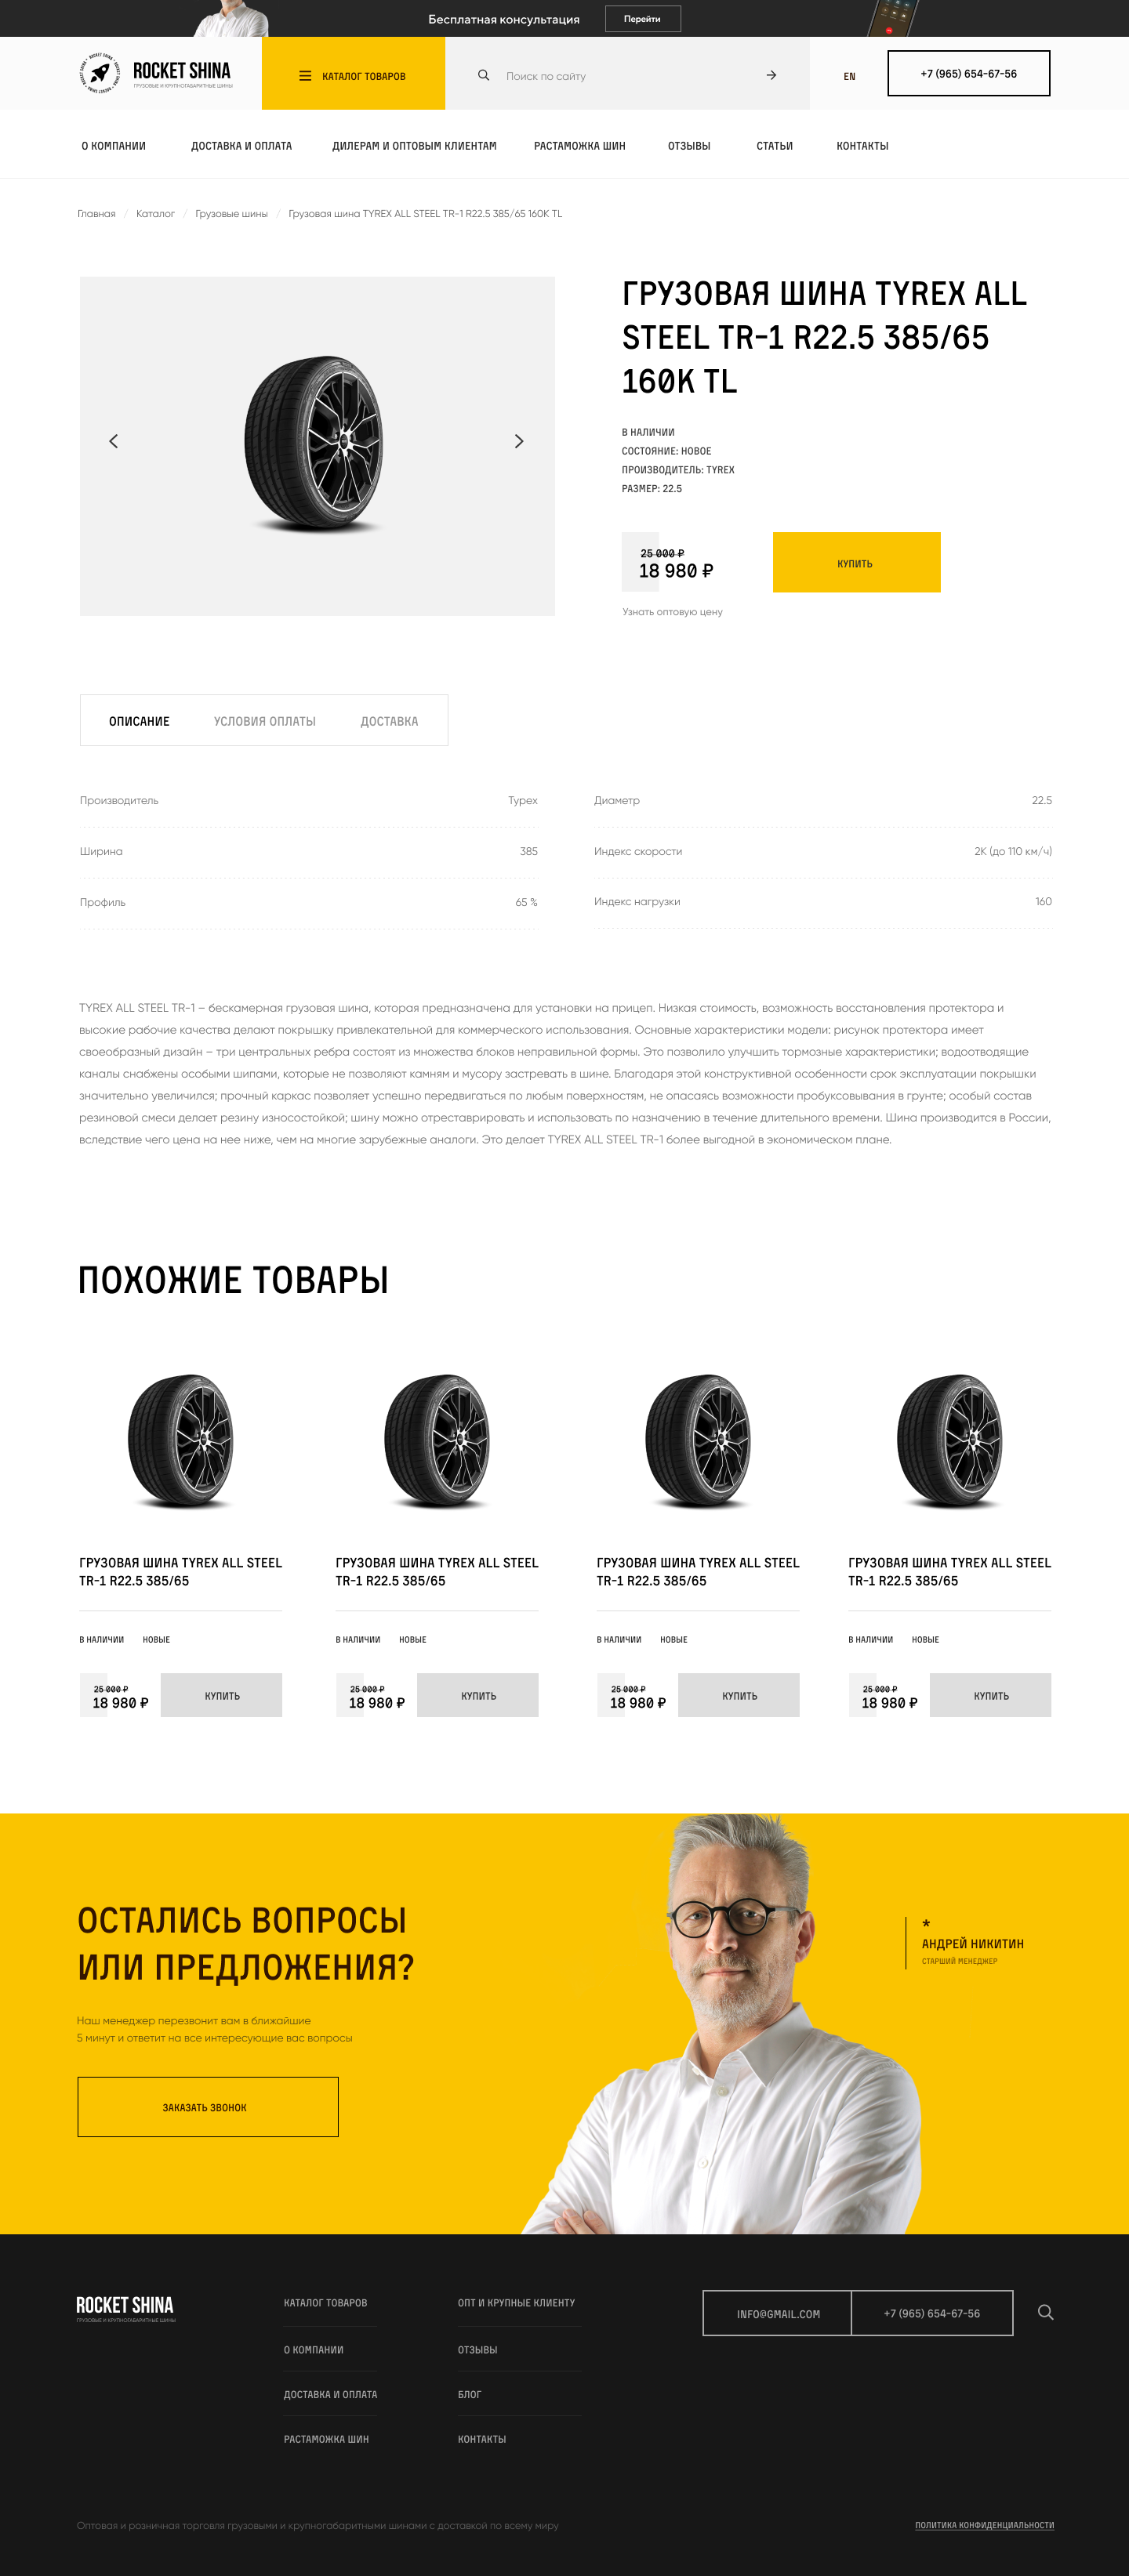 Бесплатная консультация
Перейти
ROCKET SHINA
ГРУЗОВЫЕ И КРУПНОГАБАРИТНЫЕ ШИНЫ
КАТАЛОГ ТОВАРОВ
Поиск по сайту
EN
+7 (965) 654-67-56
О КОМПАНИИ
ДОСТАВКА И ОПЛАТА
ДИЛЕРАМ И ОПТОВЫМ КЛИЕНТАМ
РАСТАМОЖКА ШИН
ОТЗЫВЫ
СТАТЬИ
КОНТАКТЫ
Главная / Каталог / Грузовые шины / Грузовая шина TYREX ALL STEEL TR-1 R22.5 385/65 160K TL
ГРУЗОВАЯ ШИНА TYREX ALL
STEEL TR-1 R22.5 385/65
160K TL
В НАЛИЧИИ
СОСТОЯНИЕ: НОВОЕ
ПРОИЗВОДИТЕЛЬ: TYREX
РАЗМЕР: 22.5
25 000 ₽
18 980 ₽
КУПИТЬ
Узнать оптовую цену
ОПИСАНИЕ
УСЛОВИЯ ОПЛАТЫ
ДОСТАВКА
Производитель
Турех
Диаметр
22.5
Ширина
385
Индекс скорости
2K (до 110 км/ч)
Профиль
65 %
Индекс нагрузки
160
TYREX ALL STEEL TR-1 – бескамерная грузовая шина, которая предназначена для установки на прицеп. Низкая стоимость, возможность восстановления протектора и
высокие рабочие качества делают покрышку привлекательной для коммерческого использования. Основные характеристики модели: рисунок протектора имеет
своеобразный дизайн – три центральных ребра состоят из множества блоков неправильной формы. Это позволило улучшить тормозные характеристики; водоотводящие
каналы снабжены особыми шипами, которые не позволяют камням и мусору застревать в шине. Благодаря этой конструктивной особенности срок эксплуатации покрышки
значительно увеличился; прочный каркас позволяет успешно передвигаться по любым поверхностям, не опасаясь возможности пробуксовывания в грунте; особый состав
резиновой смеси делает резину износостойкой; шину можно отреставрировать и использовать по назначению в течение длительного времени. Шина производится в России,
вследствие чего цена на нее ниже, чем на многие зарубежные аналоги. Это делает TYREX ALL STEEL TR-1 более выгодной в экономическом плане.
ПОХОЖИЕ ТОВАРЫ
ГРУЗОВАЯ ШИНА TYREX ALL STEEL
TR-1 R22.5 385/65
В НАЛИЧИИ
НОВЫЕ
25 000 ₽
18 980 ₽
КУПИТЬ
ГРУЗОВАЯ ШИНА TYREX ALL STEEL
TR-1 R22.5 385/65
В НАЛИЧИИ
НОВЫЕ
25 000 ₽
18 980 ₽
КУПИТЬ
ГРУЗОВАЯ ШИНА TYREX ALL STEEL
TR-1 R22.5 385/65
В НАЛИЧИИ
НОВЫЕ
25 000 ₽
18 980 ₽
КУПИТЬ
ГРУЗОВАЯ ШИНА TYREX ALL STEEL
TR-1 R22.5 385/65
В НАЛИЧИИ
НОВЫЕ
25 000 ₽
18 980 ₽
КУПИТЬ
ОСТАЛИСЬ ВОПРОСЫ
ИЛИ ПРЕДЛОЖЕНИЯ?
Наш менеджер перезвонит вам в ближайшие
5 минут и ответит на все интересующие вас вопросы
ЗАКАЗАТЬ ЗВОНОК
*
АНДРЕЙ НИКИТИН
СТАРШИЙ МЕНЕДЖЕР
ROCKET SHINA
ГРУЗОВЫЕ И КРУПНОГАБАРИТНЫЕ ШИНЫ
КАТАЛОГ ТОВАРОВ
О КОМПАНИИ
ДОСТАВКА И ОПЛАТА
РАСТАМОЖКА ШИН
ОПТ И КРУПНЫЕ КЛИЕНТУ
ОТЗЫВЫ
БЛОГ
КОНТАКТЫ
INFO@GMAIL.COM
+7 (965) 654-67-56
Оптовая и розничная торговля грузовыми и крупногабаритными шинами с доставкой по всему миру
ПОЛИТИКА КОНФИДЕНЦИАЛЬНОСТИ